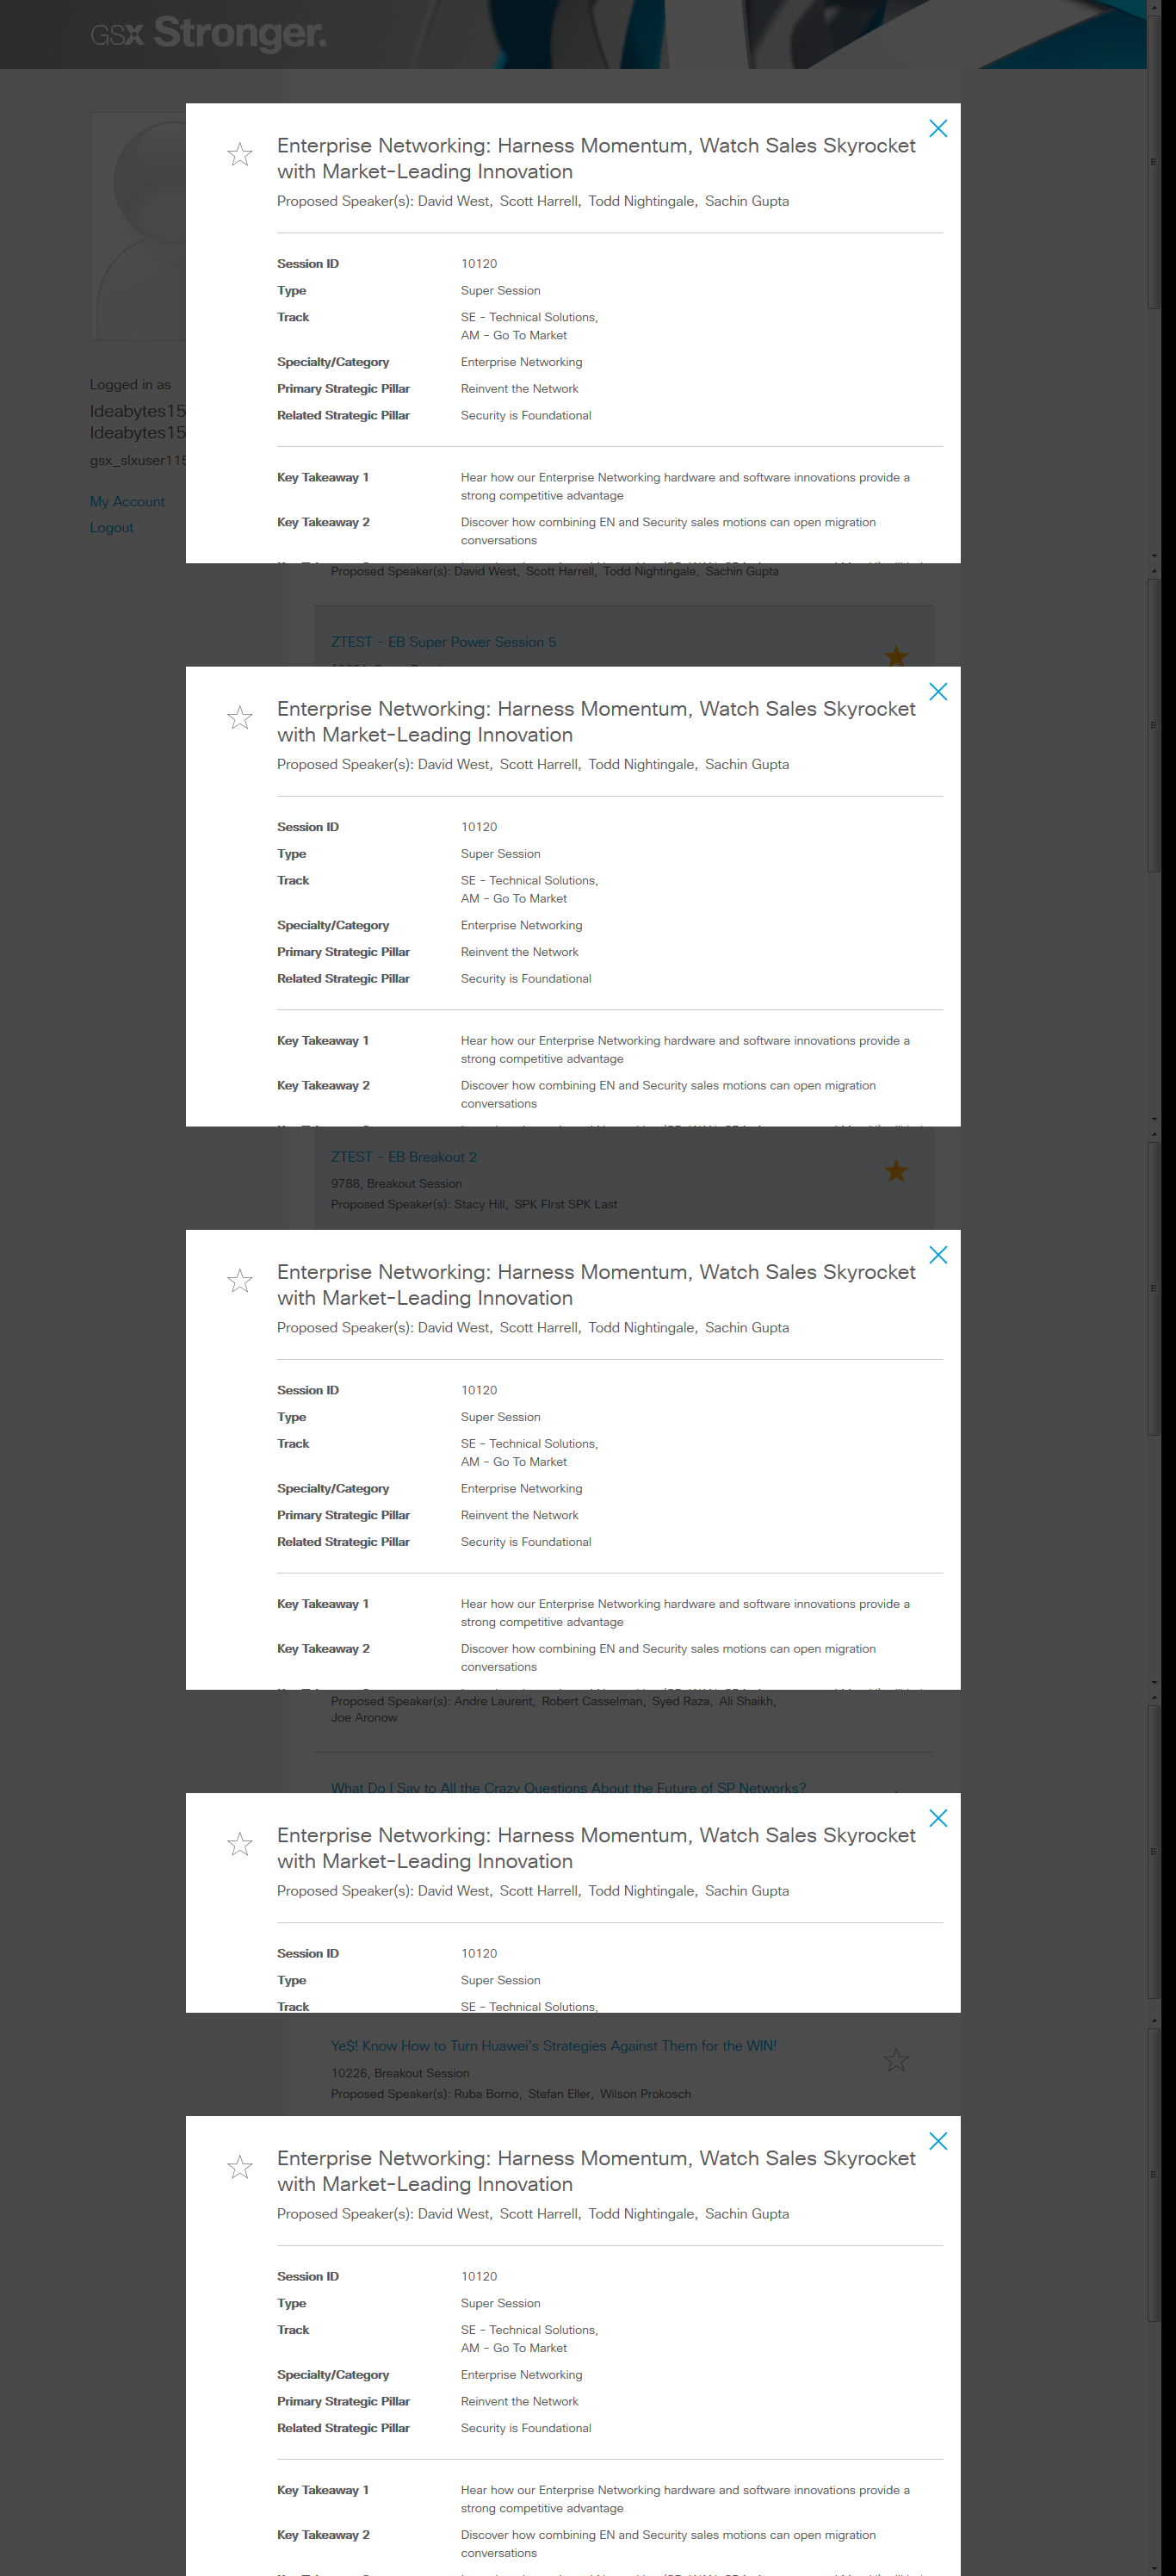 GSX Stronger.
Enterprise Networking: Harness Momentum, Watch Sales Skyrocket
with Market-Leading Innovation
Proposed Speaker(s): David West, Scott Harrell, Todd Nightingale, Sachin Gupta
Session ID 10120
Type Super Session
Track SE - Technical Solutions,
AM - Go To Market
Specialty/Category Enterprise Networking
Primary Strategic Pillar Reinvent the Network
Logged in as
Ideabytes15
Related Strategic Pillar Security is Foundational
Ideabytes15
gsx_slxuser115
Key Takeaway 1 Hear how our Enterprise Networking hardware and software innovations provide a
strong competitive advantage
My Account
Key Takeaway 2 Discover how combining EN and Security sales motions can open migration
Logout
conversations
Proposed Speaker(s): David West, Scott Harrell, Todd Nightingale, Sachin Gupta
ZTEST - EB Super Power Session 5
Enterprise Networking: Harness Momentum, Watch Sales Skyrocket
with Market-Leading Innovation
Proposed Speaker(s): David West, Scott Harrell, Todd Nightingale, Sachin Gupta
Session ID 10120
Type Super Session
Track SE - Technical Solutions,
AM - Go To Market
Specialty/Category Enterprise Networking
Primary Strategic Pillar Reinvent the Network
Related Strategic Pillar Security is Foundational
Key Takeaway 1 Hear how our Enterprise Networking hardware and software innovations provide a
strong competitive advantage
Key Takeaway 2 Discover how combining EN and Security sales motions can open migration
conversations
ZTEST - EB Breakout 2
9788, Breakout Session
Proposed Speaker(s): Stacy Hill, SPK FIrst SPK Last
Enterprise Networking: Harness Momentum, Watch Sales Skyrocket
with Market-Leading Innovation
Proposed Speaker(s): David West, Scott Harrell, Todd Nightingale, Sachin Gupta
Session ID 10120
Type Super Session
Track SE - Technical Solutions,
AM - Go To Market
Specialty/Category Enterprise Networking
Primary Strategic Pillar Reinvent the Network
Related Strategic Pillar Security is Foundational
Key Takeaway 1 Hear how our Enterprise Networking hardware and software innovations provide a
strong competitive advantage
Key Takeaway 2 Discover how combining EN and Security sales motions can open migration
conversations
Proposed Speaker(s): Andre Laurent, Robert Casselman, Syed Raza, Ali Shaikh,
Joe Aronow
What Do I Say to All the Crazy Questions About the Future of SP Networks?
Enterprise Networking: Harness Momentum, Watch Sales Skyrocket
with Market-Leading Innovation
Proposed Speaker(s): David West, Scott Harrell, Todd Nightingale, Sachin Gupta
Session ID 10120
Type Super Session
Track SE - Technical Solutions,
Ye$! Know How to Turn Huawei's Strategies Against Them for the WIN!
10226, Breakout Session
Proposed Speaker(s): Ruba Borno, Stefan Eller, Wilson Prokosch
Enterprise Networking: Harness Momentum, Watch Sales Skyrocket
with Market-Leading Innovation
Proposed Speaker(s): David West, Scott Harrell, Todd Nightingale, Sachin Gupta
Session ID 10120
Type Super Session
Track SE - Technical Solutions,
AM - Go To Market
Specialty/Category Enterprise Networking
Primary Strategic Pillar Reinvent the Network
Related Strategic Pillar Security is Foundational
Key Takeaway 1 Hear how our Enterprise Networking hardware and software innovations provide a
strong competitive advantage
Key Takeaway 2 Discover how combining EN and Security sales motions can open migration
conversations